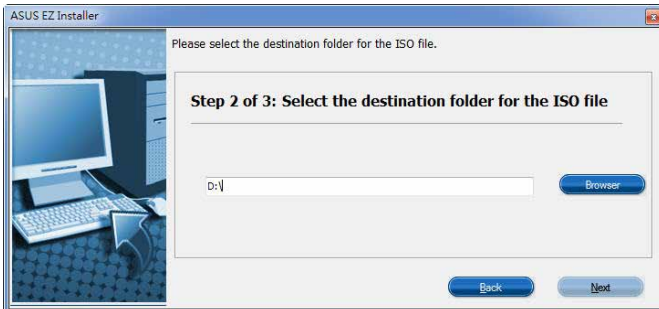 ASUS EZ Installer
Please select the destination folder for the ISO file.
Step 2 of 3: Select the destination folder for the ISO file
D:\
Browser
Back
Next